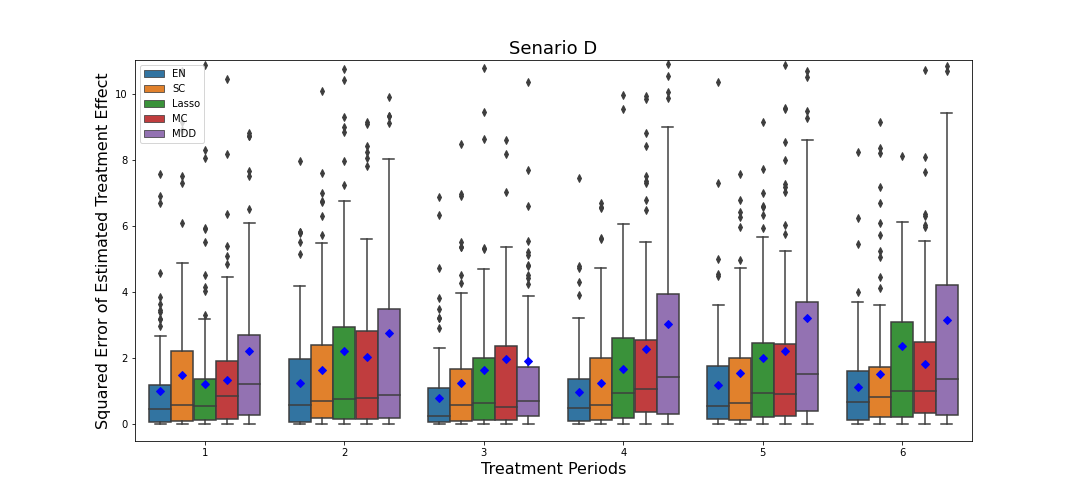 Senario D
Squared Error of Estimated Treatment Effect
10
8
6
4
2
0
EN
SC
Lasso
MC
MDD
1 2 3 4 5 6
Treatment Periods